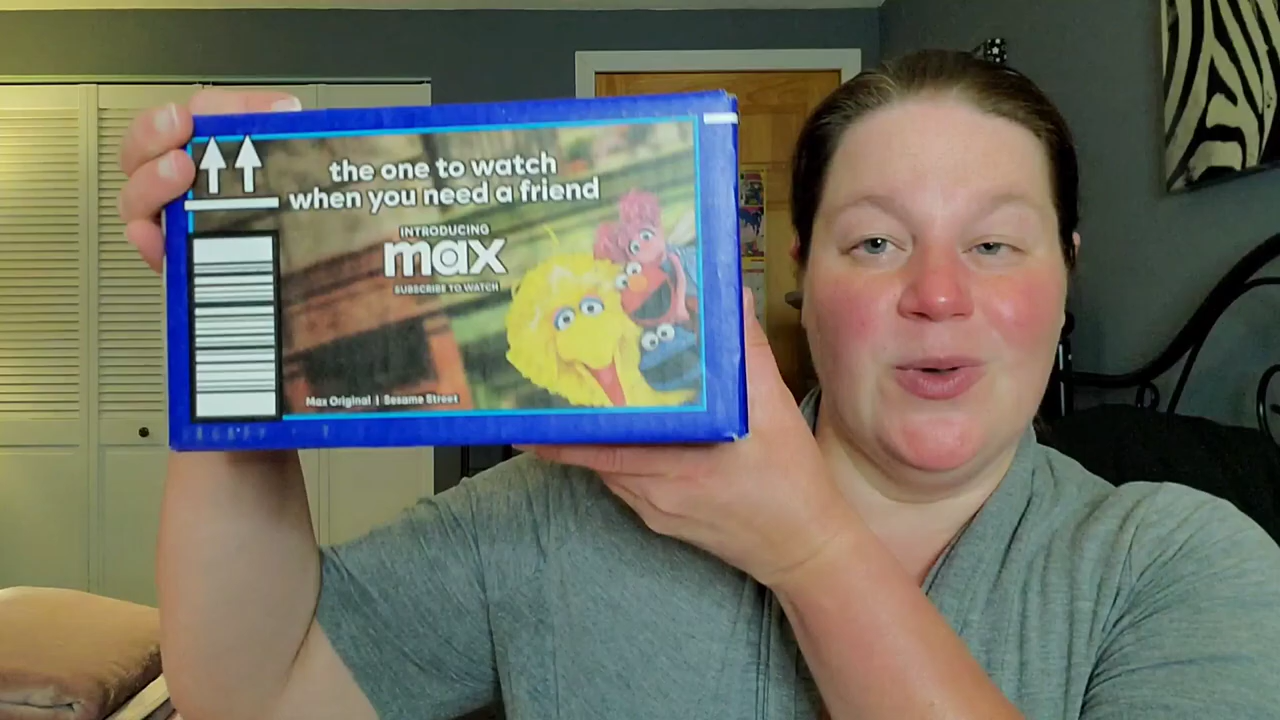 the one to watch
when you need a friend
INTRODUCING
max
SUBSCRIBE TO WATCH
Max Original | Sesame Street